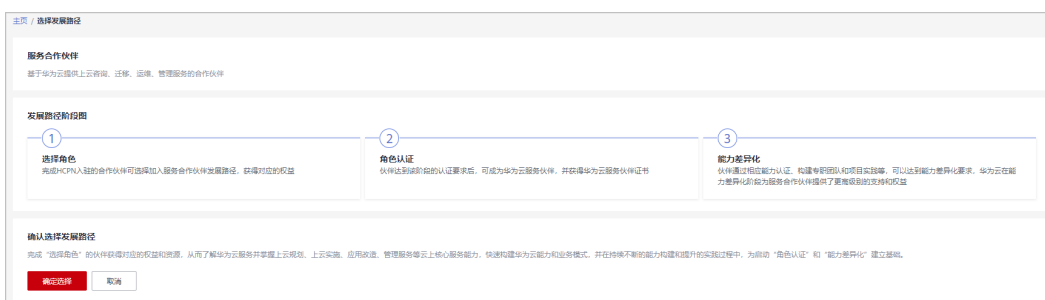 主页 / 选择发展路径
服务合作伙伴
基于华为云提供上云咨询、迁移、运维、管理服务的合作伙伴
发展路径阶段图
1
2
3
选择角色
角色认证
能力差异化
完成HCPN入驻的合作伙伴可选择加入服务合作伙伴发展路径，获得对应的权益
伙伴达到该阶段的认证要求后，可成为华为云服务伙伴，并获得华为云服务伙伴证书
伙伴通过相应能力认证、构建专职团队和项目实践等，可以达到能力差异化要求，华为云在能
力差异化阶段为服务合作伙伴提供了更高级别的支持和权益
确认选择发展路径
完成“选择角色”的伙伴获得对应的权益和资源，从而了解华为云服务并掌握上云规划、上云实施、应用改造、管理服务等云上核心服务能力，快速构建华为云能力和业务模式，并在持续不断的能力构建和提升的实践过程中，为启动“角色认证”和“能力差异化”建立基础。
确定选择
取消